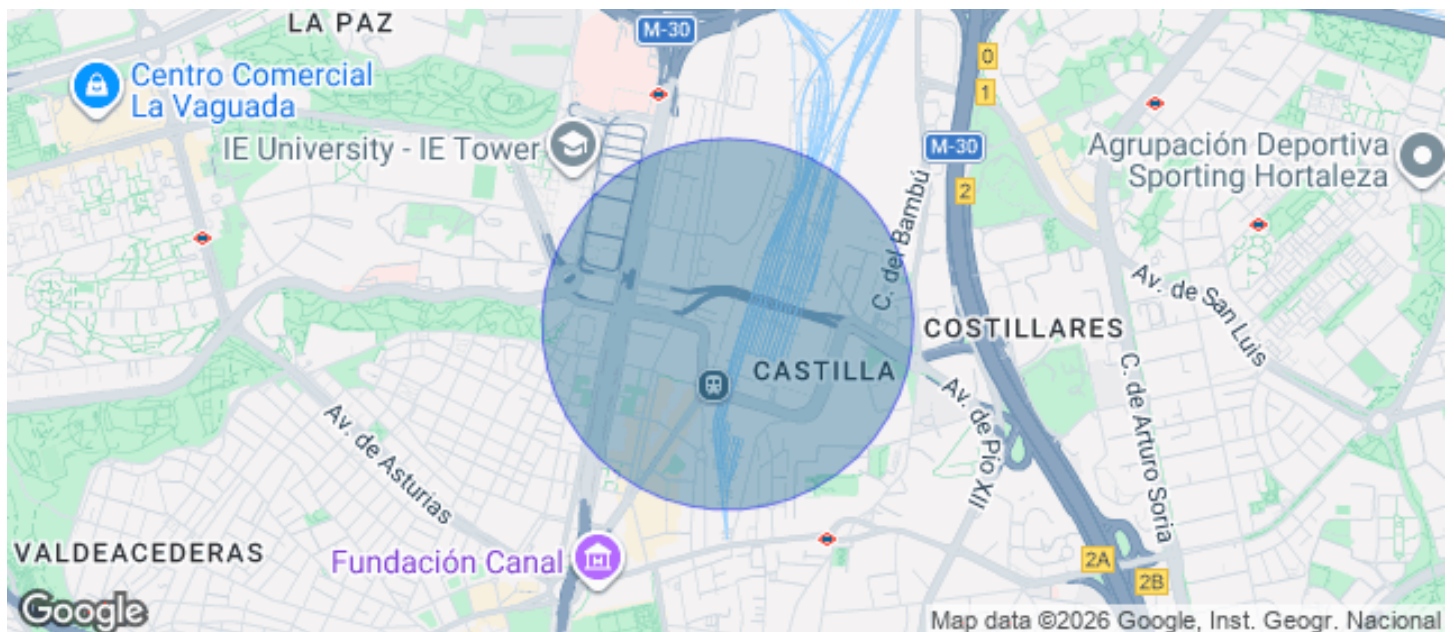 LA PAZ
M-30
Centro Comercial
La Vaguada
0
1
IE University - IE Tower
M-30
Agrupación Deportiva
Sporting Hortaleza
2
C. del Bambú
Av. de San Luis
COSTILLARES
CASTILLA
Av. de Pío XII
C. de Arturo Soria
Av. de Asturias
VALDEACEDERAS
Fundación Canal
2A
2B
Google
Map data ©2026 Google, Inst. Geogr. Nacional